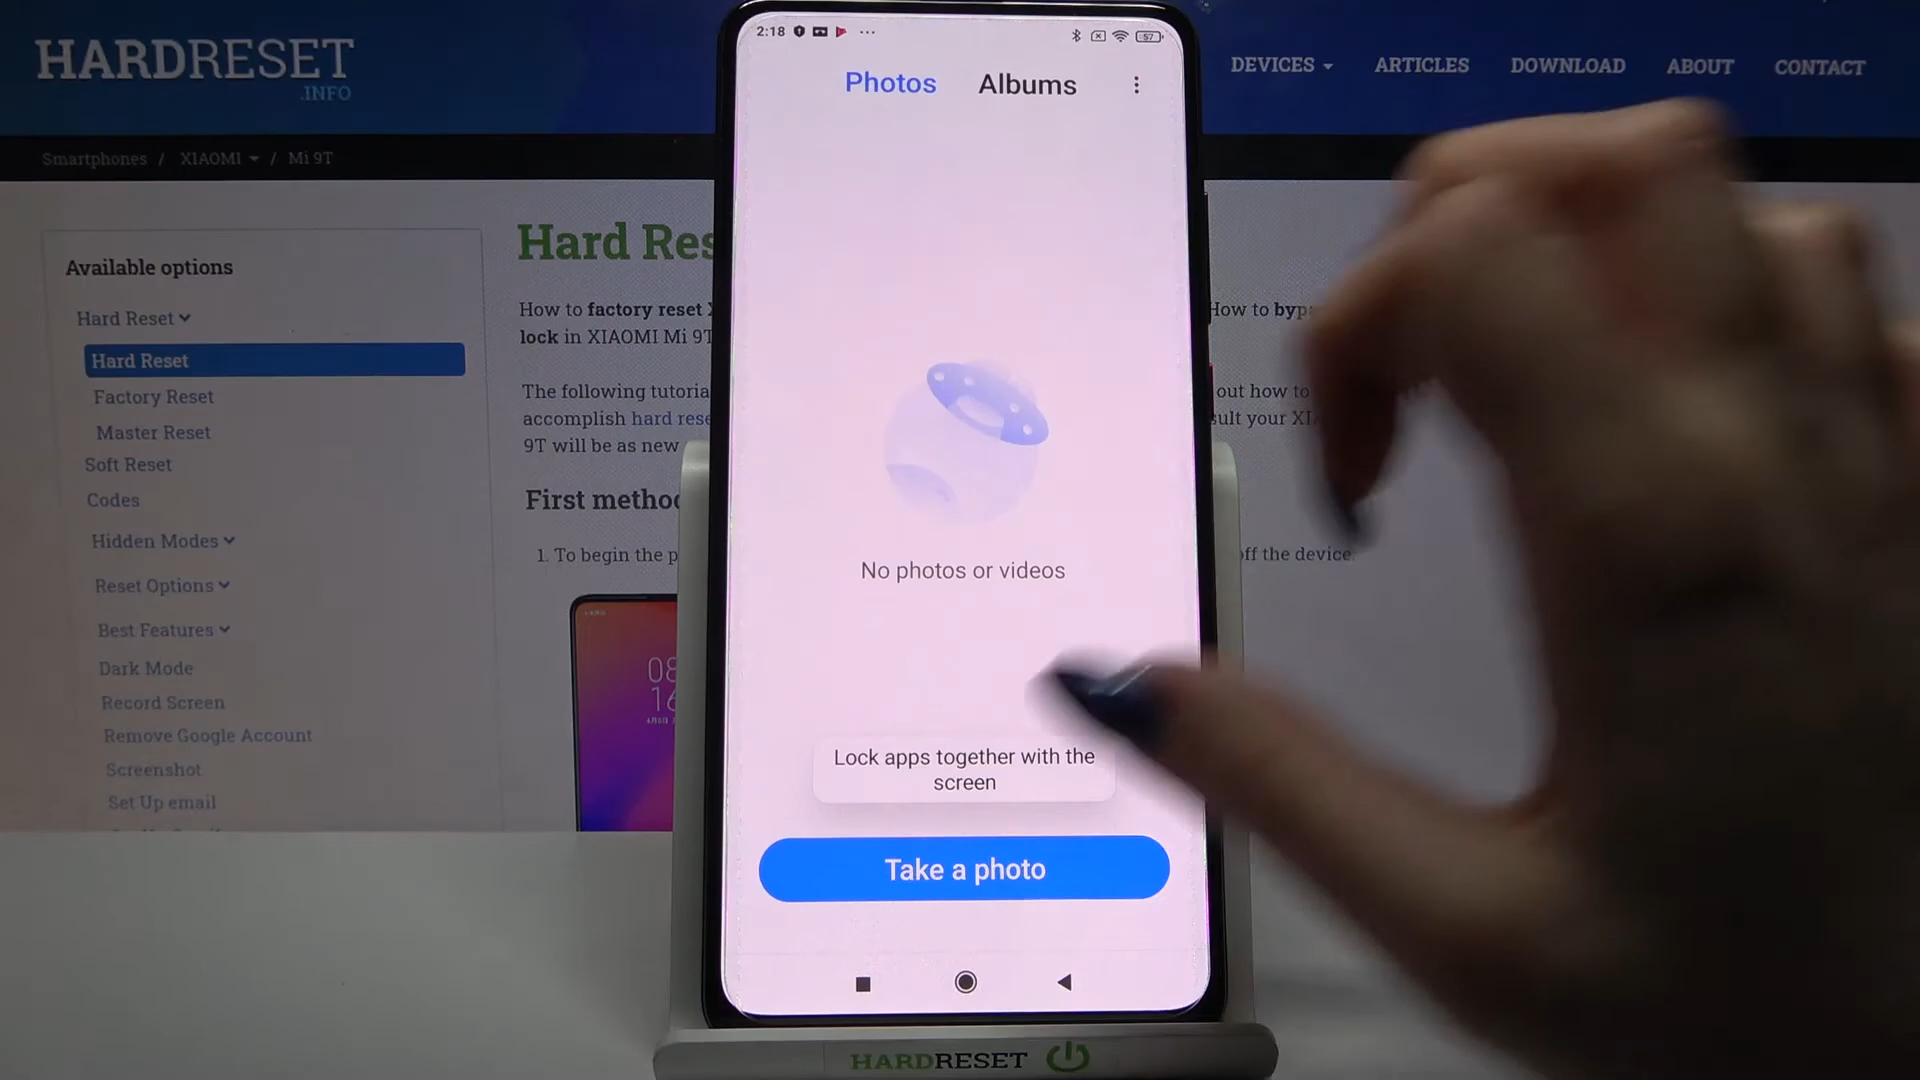 HARDRESET
.INFO
DEVICES
ARTICLES
DOWNLOAD
ABOUT
CONTACT
Smartphones / XIAOMI / Mi 9T
Available options
Hard Reset
Hard Reset
Factory Reset
Master Reset
Soft Reset
Codes
Hidden Modes
Reset Options
Best Features
Dark Mode
Record Screen
Remove Google Account
Screenshot
Set Up email
Hard Res
How to factory reset
lock in XIAOMI Mi 9T
The following tutoria
accomplish hard rese
9T will be as new
First metho
1. To begin the p
How to byp
out how to
sult your XI
off the device.
2:18
57
Photos
Albums
No photos or videos
Lock apps together with the
screen
Take a photo
HARDRESET